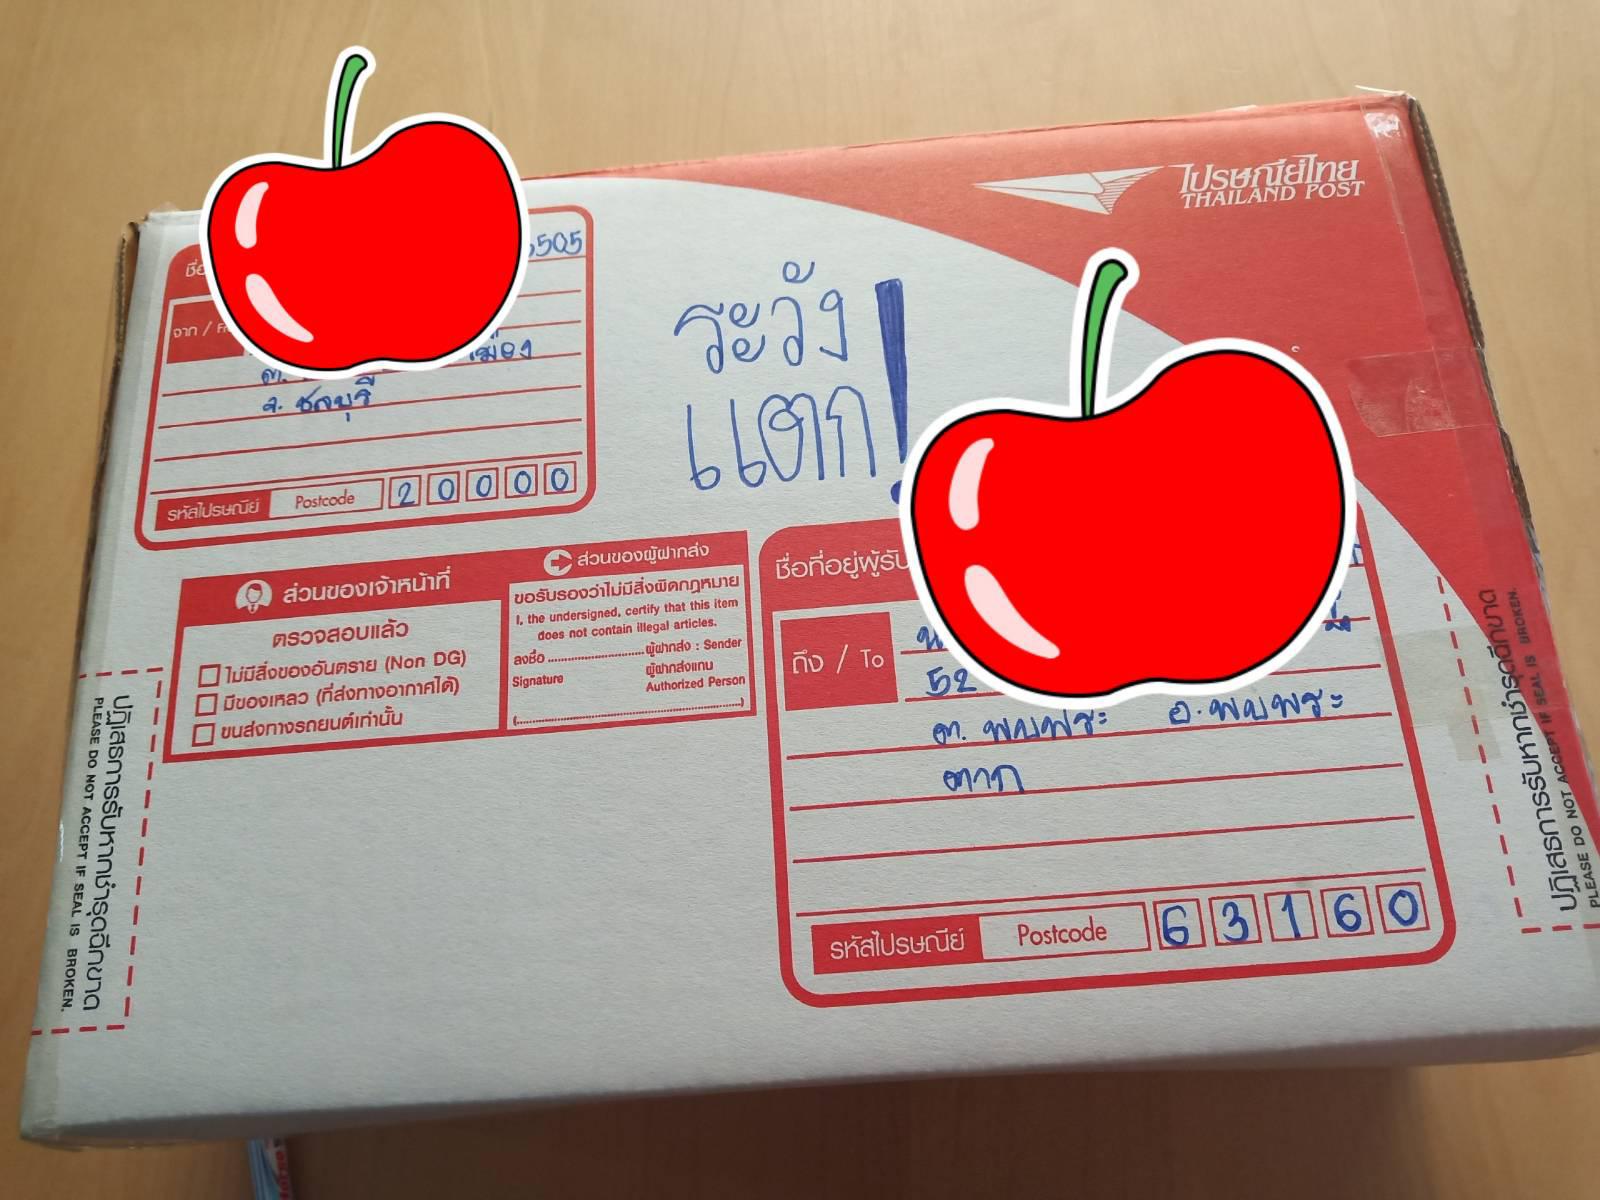 ไปรษณีย์ไทย
THAILAND POST
505
จาก /
เมือง
จ. ชลบุรี
รหัสไปรษณีย์ Postcode 20000
ระวัง
แตก!
ส่วนของเจ้าหน้าที่
ตรวจสอบแล้ว
ไม่มีสิ่งของอันตราย (Non DG)
มีของเหลว (ที่ส่งทางอากาศได้)
ขนส่งทางรถยนต์เท่านั้น
ส่วนของผู้ฝากส่ง
ขอรับรองว่าไม่มีสิ่งผิดกฎหมาย
I, the undersigned, certify that this item
does not contain illegal articles.
ลงชื่อ ........................ ผู้ฝากส่ง : Sender
ผู้ฝากส่งแทน
Signature Authorized Person
(............................................................)
ชื่อที่อยู่ผู้รับ
ถึง / To
52
ต. พบพระ อ. พบพระ
ตาก
รหัสไปรษณีย์ Postcode 63160
ปฏิเสธการรับหากชำรุดฉีกขาด
PLEASE DO NOT ACCEPT IF SEAL IS BROKEN.
ปฏิเสธการรับหากชำรุดฉีกขาด
PLEASE DO NOT ACCEPT IF SEAL IS BROKEN.